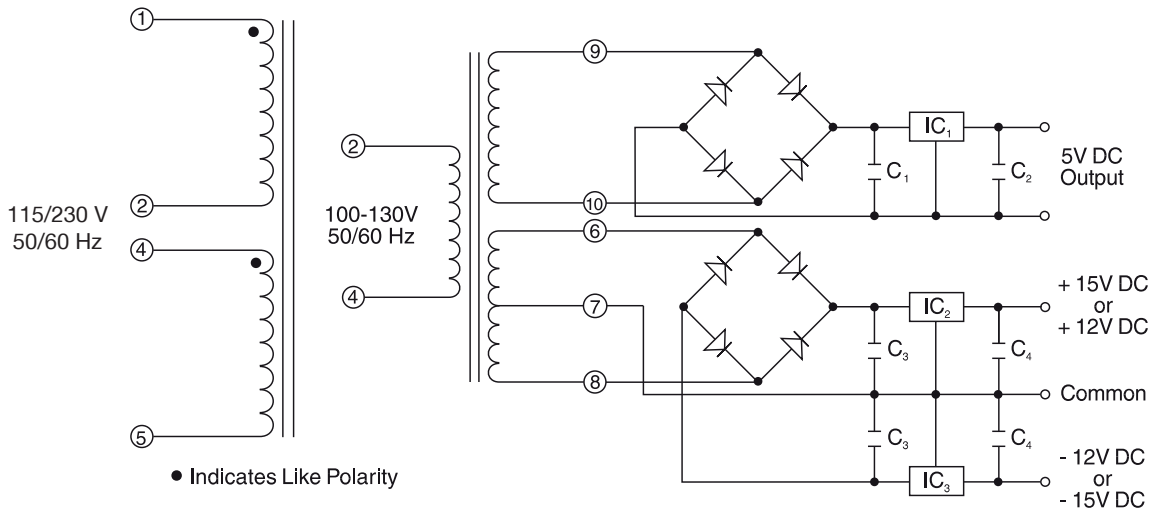 1
2
115/230 V
50/60 Hz
4
5
● Indicates Like Polarity
2
100-130V
50/60 Hz
4
9
10
6
7
8
IC₁
C₁
C₂
5V DC
Output
IC₂
C₃
C₄
+ 15V DC
or
+ 12V DC
Common
C₃
C₄
IC₃
- 12V DC
or
- 15V DC